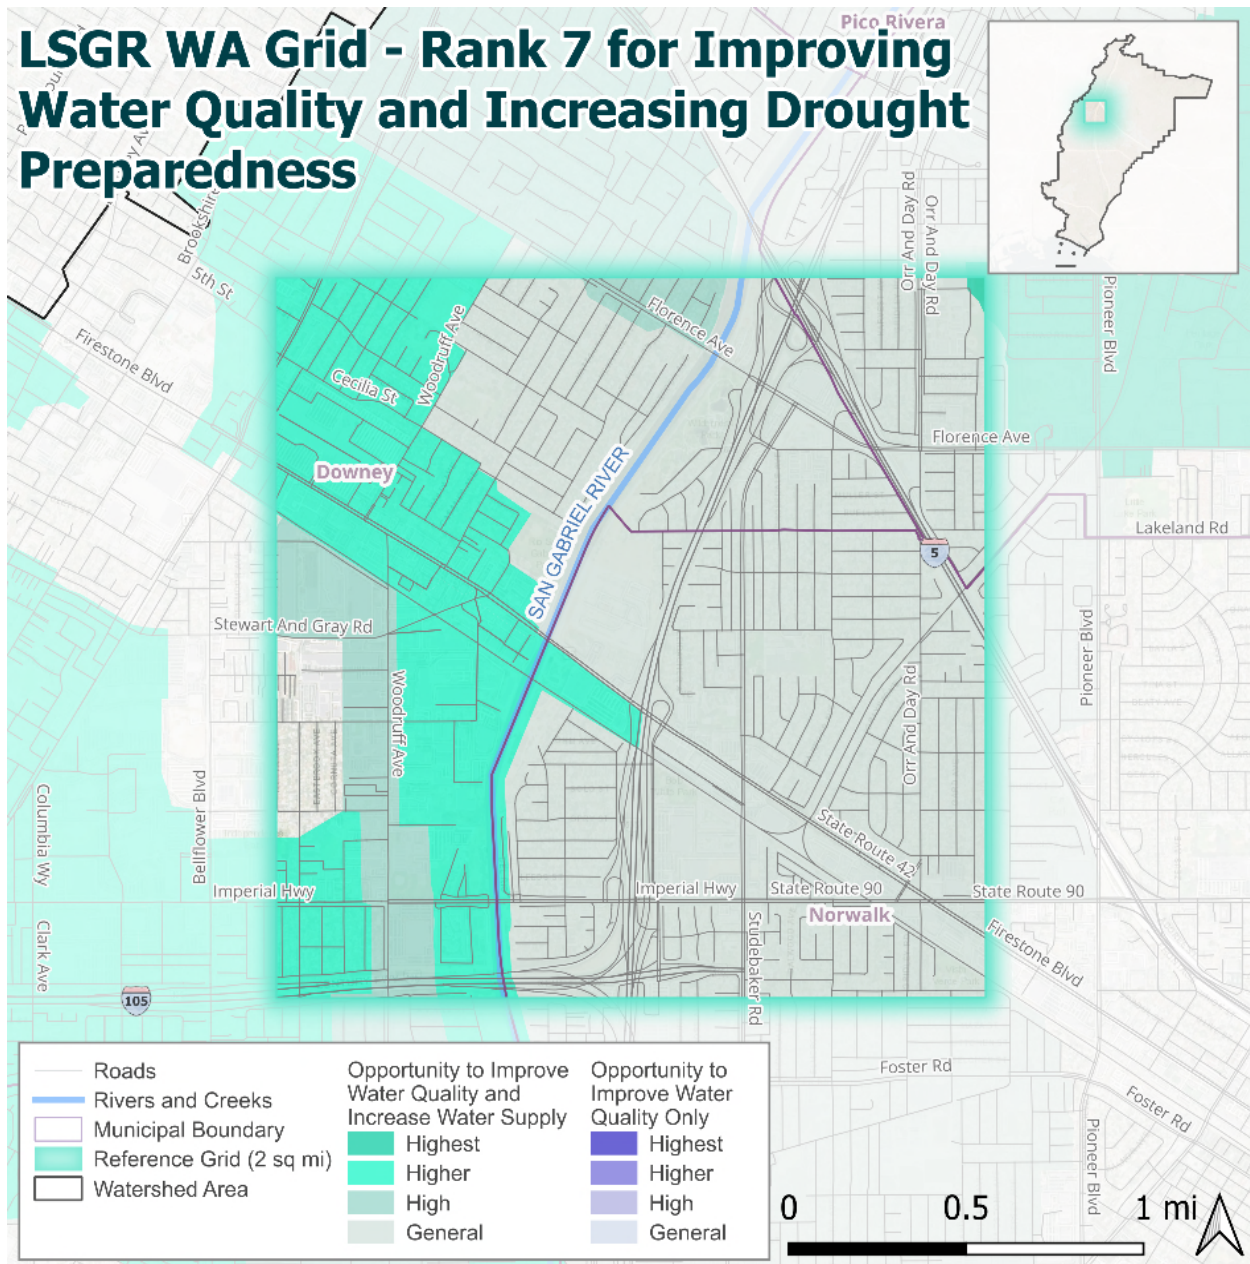 LSGR WA Grid - Rank 7 for Improving
Water Quality and Increasing Drought
Preparedness
Pico Rivera
Brookshire
5th St
Firestone Blvd
Woodruff Ave
Cecilia St
Florence Ave
Orr And Day Rd
Orr And Day Rd
Pioneer Blvd
Florence Ave
Downey
SAN GABRIEL RIVER
Lakeland Rd
5
Stewart And Gray Rd
Woodruff Ave
Orr And Day Rd
Pioneer Blvd
Columbia Wy
Bellflower Blvd
State Route 42
Imperial Hwy
Imperial Hwy
State Route 90
State Route 90
Norwalk
Clark Ave
Studebaker Rd
Firestone Blvd
105
Foster Rd
Foster Rd
Pioneer Blvd
Roads
Rivers and Creeks
Municipal Boundary
Reference Grid (2 sq mi)
Watershed Area
Opportunity to Improve
Water Quality and
Increase Water Supply
Highest
Higher
High
General
Opportunity to
Improve Water
Quality Only
Highest
Higher
High
General
0 0.5 1 mi